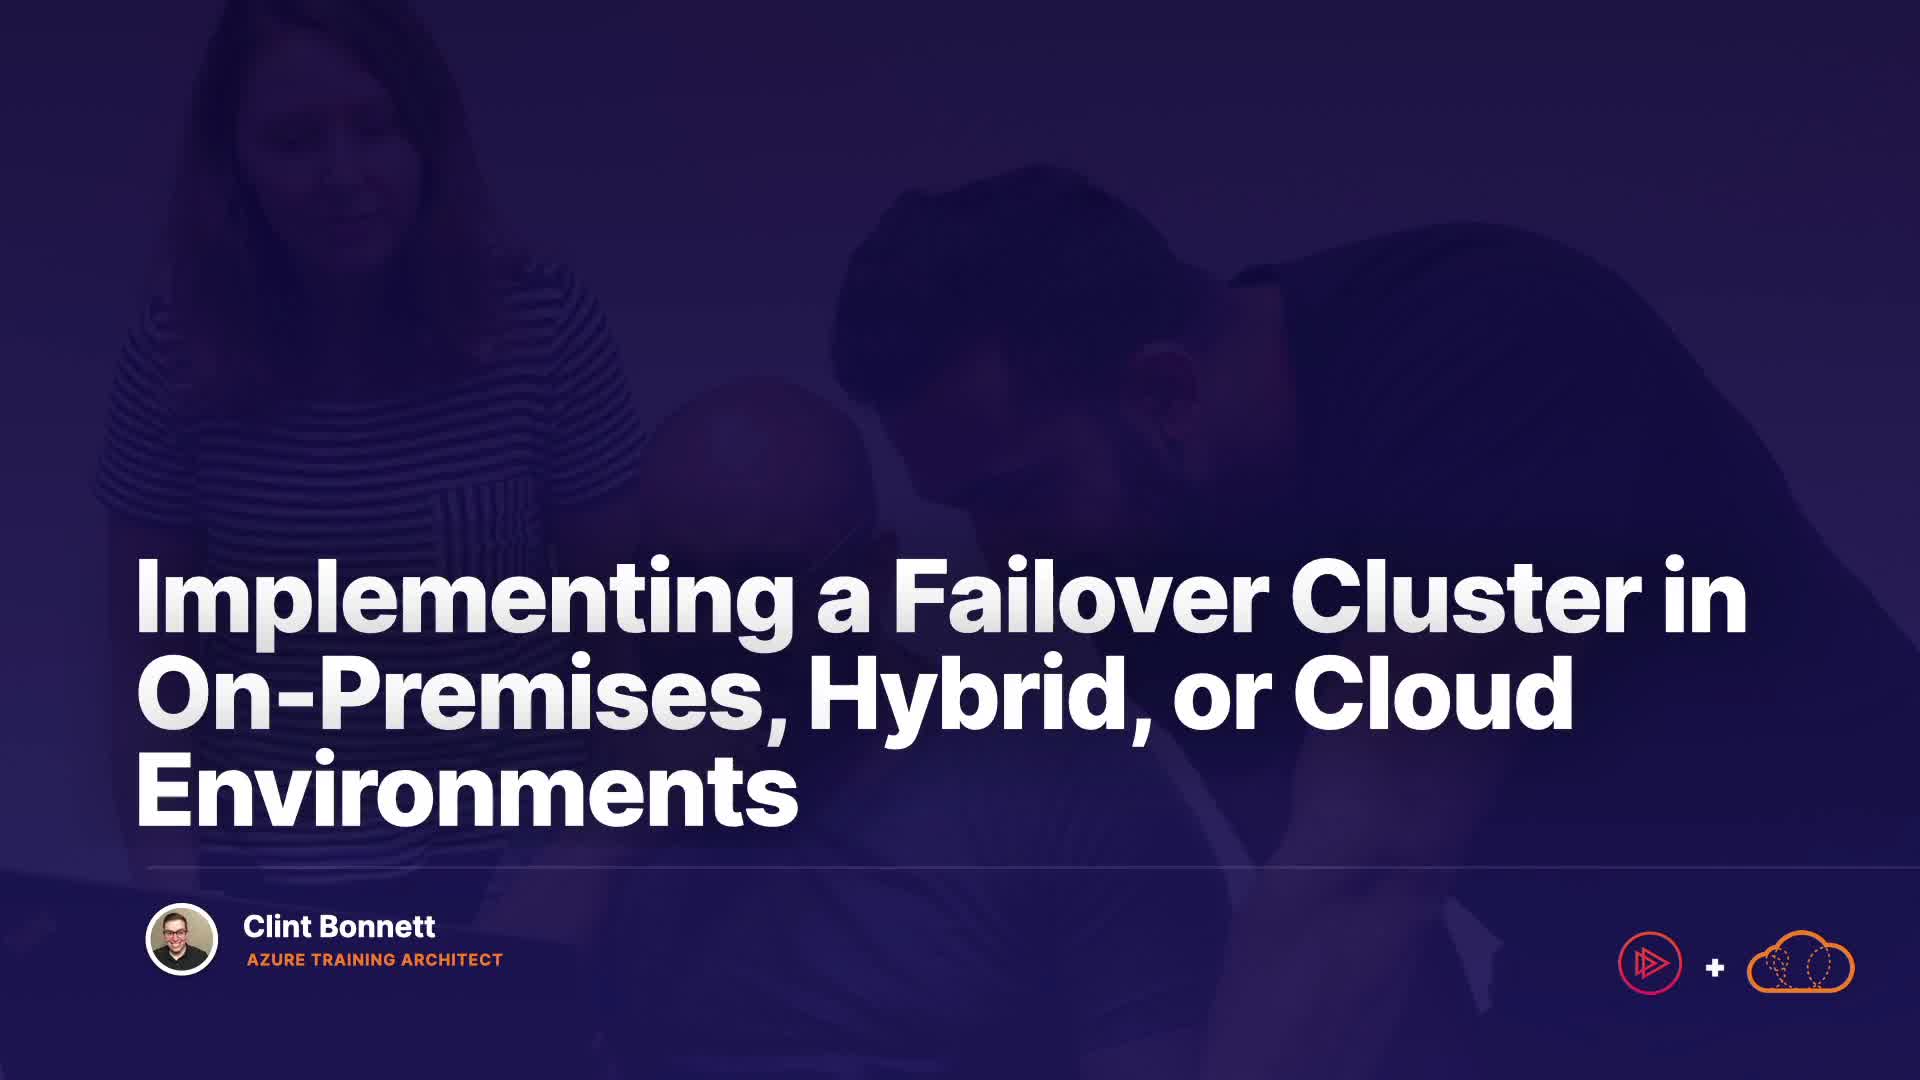 Implementing a Failover Cluster in
On-Premises, Hybrid, or Cloud
Environments
Clint Bonnett
AZURE TRAINING ARCHITECT
+